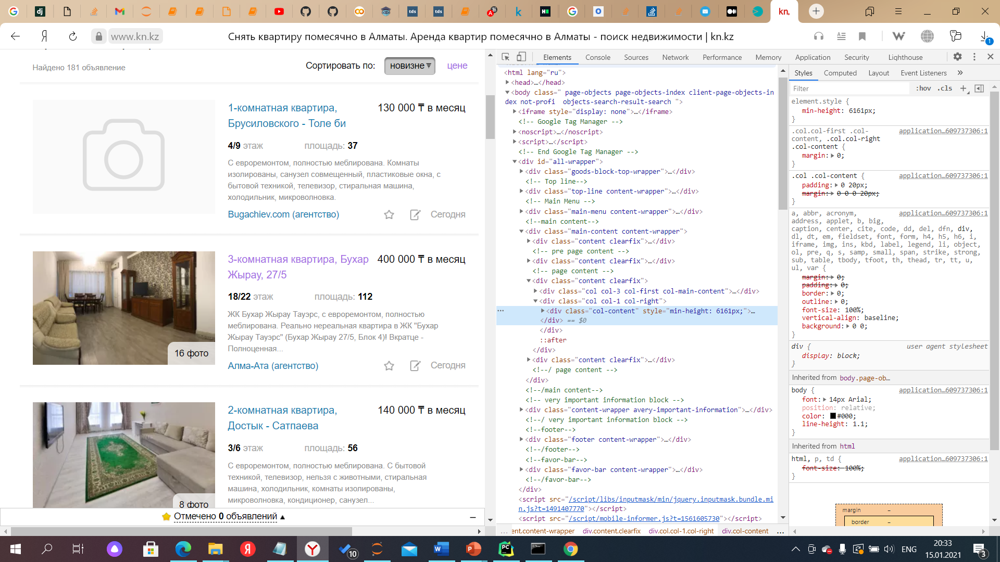 www.kn.kz
Снять квартиру помесячно в Алматы. Аренда квартир помесячно в Алматы - поиск недвижимости | kn.kz
Найдено 181 объявление
Сортировать по: новизне цене
1-комнатная квартира,
Брусиловского - Толе би
130 000 ₸ в месяц
4/9 этаж площадь: 37
С евроремонтом, полностью меблирована. Комнаты
изолированы, санузел совмещенный, пластиковые окна, с
бытовой техникой, телевизор, стиральная машина,
холодильник, микроволновка.
Bugachiev.com (агентство) Сегодня
3-комнатная квартира, Бухар
Жырау, 27/5
400 000 ₸ в месяц
18/22 этаж площадь: 112
ЖК Бухар Жырау Тауэрс, с евроремонтом, полностью
меблирована. Реально нереальная квартира в ЖК "Бухар
Жырау Тауэрс" (Бухар Жырау 27/5, Блок 4)! Вкратце -
Полноценная...
16 фото
Алма-Ата (агентство) Сегодня
2-комнатная квартира,
Достык - Сатпаева
140 000 ₸ в месяц
3/6 этаж площадь: 56
С евроремонтом, полностью меблирована. С бытовой
техникой, телевизор, нельзя с животными, стиральная
машина, холодильник, комнаты изолированы,
микроволновка, кондиционер, санузел...
8 фото
Отмечено 0 объявлений ▲
Elements Console Sources Network Performance Memory Application Security Lighthouse
<html lang="ru">
<head>…</head>
<body class=" page-objects page-objects-index client-page-objects-in
dex not-profi  objects-search-result-search ">
<iframe style="display: none">…</iframe>
<!-- Google Tag Manager -->
<noscript>…</noscript>
<script>…</script>
<!-- End Google Tag Manager -->
<div id="all-wrapper">
<div class="goods-block-top-wrapper">…</div>
<!-- Top line-->
<div class="top-line content-wrapper">…</div>
<!-- Main Menu -->
<div class="main-menu content-wrapper">…</div>
<!--main content-->
<div class="main-content content-wrapper">
<div class="content clearfix">…</div>
<!-- pre page content -->
<div class="content clearfix">…</div>
<!-- page content -->
<div class="content clearfix">
<div class="col col-3 col-first col-main-content">…</div>
<div class="col col-1 col-right">
<div class="col-content" style="min-height: 6161px;">…
</div> == $0
</div>
::after
</div>
<div class="content clearfix">…</div>
<!--/ page content -->
</div>
<!--/main content-->
<!-- very important information block -->
<div class="content-wrapper avery-important-information">…</div>
<!--/ very important information block -->
<!--footer-->
<div class="footer content-wrapper">…</div>
<!--/footer-->
<!--favor-bar-->
<div class="favor-bar content-wrapper">…</div>
<!--/favor-bar-->
</div>
<script src="/script/libs/inputmask/min/jquery.inputmask.bundle.mi
n.js?t=1491407770"></script>
<script src="/script/mobile-informer.js?t=1561605730"></script>
... ent.content-wrapper div.content.clearfix div.col.col-1.col-right div.col-content ...
Styles Computed Layout Event Listeners »
Filter :hov .cls +
element.style {
min-height: 6161px;
}
.col.col-first .col-
content, .col.col-right
.col-content {
application…609737306:1
margin: 0;
}
.col .col-content {
application…609737306:1
padding: 0 20px;
margin: 0 0 0 20px;
}
a, abbr, acronym,
application…609737306:1
address, applet, b, big,
caption, center, cite, code, dd, del, dfn, div,
dl, dt, em, fieldset, font, form, h4, h5, h6, i,
iframe, img, ins, kbd, label, legend, li, object,
ol, pre, q, s, samp, small, span, strike, strong,
sub, table, tbody, tfoot, th, thead, tr, tt, u,
ul, var {
margin: 0;
padding: 0;
border: 0;
outline: 0;
font-size: 100%;
vertical-align: baseline;
background: 0 0;
}
div { user agent stylesheet
display: block;
}
Inherited from body.page-ob…
body { application…609737306:1
font: 14px Arial;
position: relative;
color: #000;
line-height: 1.1;
}
Inherited from html
html, p, td { application…609737306:1
font-size: 100%;
}
margin –
border –
10
ENG
20:33
15.01.2021
3